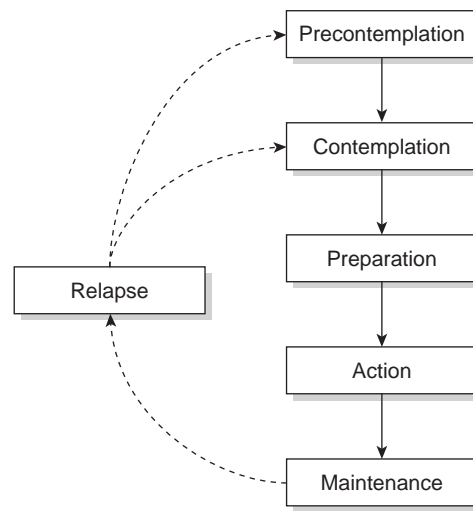 Precontemplation
Contemplation
Preparation
Relapse
Action
Maintenance